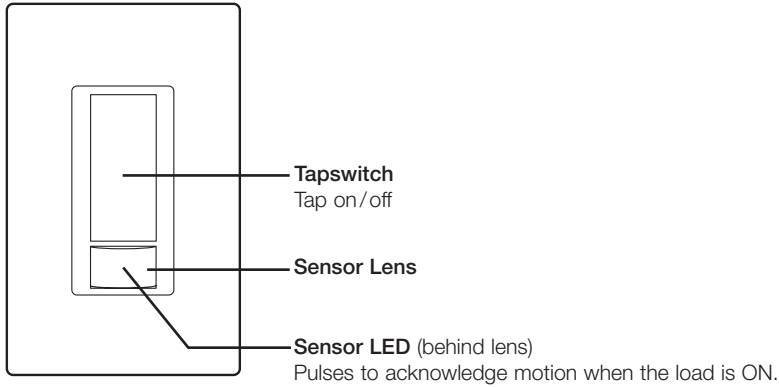 Tapswitch
Tap on/off
Sensor Lens
Sensor LED (behind lens)
Pulses to acknowledge motion when the load is ON.